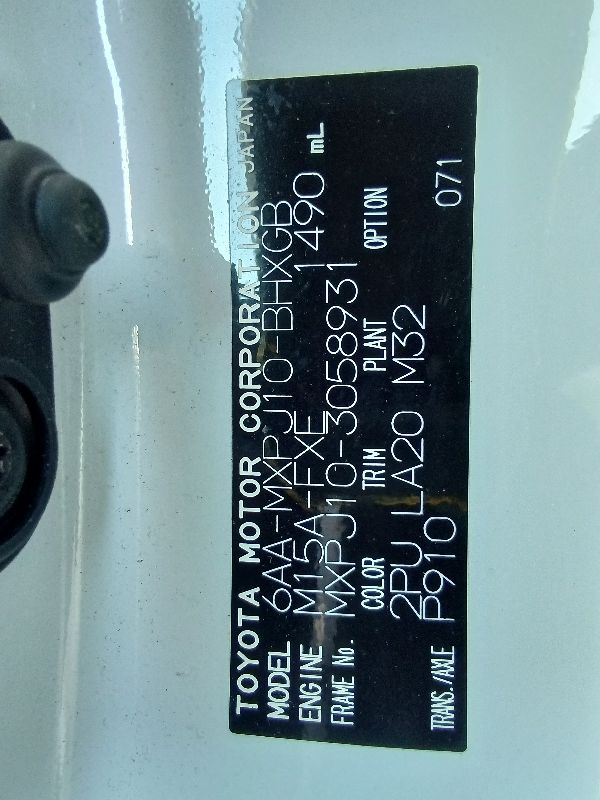 TOYOTA MOTOR CORPORATION JAPAN
MODEL 6AA-MXPJ10-BHXGB
ENGINE M15A-FXE 1490 mL
FRAME No. MXPJ10-3058931
COLOR TRIM PLANT OPTION
2PU LA20 M32
TRANS./AXLE P910 071